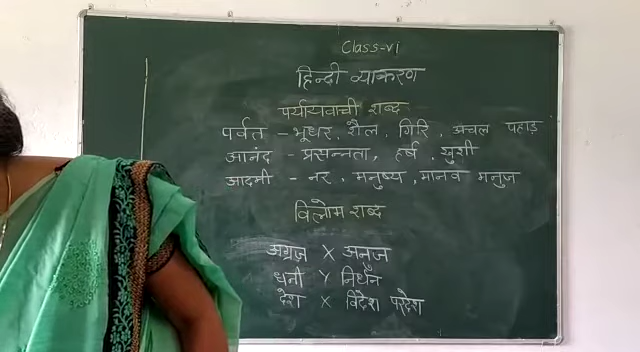 Class-vi
हिन्दी व्याकरण
पर्यायवाची शब्द
पर्वत - भूधर, शैल, गिरि, अचल पहाड़
आनंद - प्रसन्नता, हर्ष, खुशी
आदमी - नर, मनुष्य, मानव मनुज
विलोम शब्द
अग्रज X अनुज
धनी X निर्धन
देश X विदेश परदेश